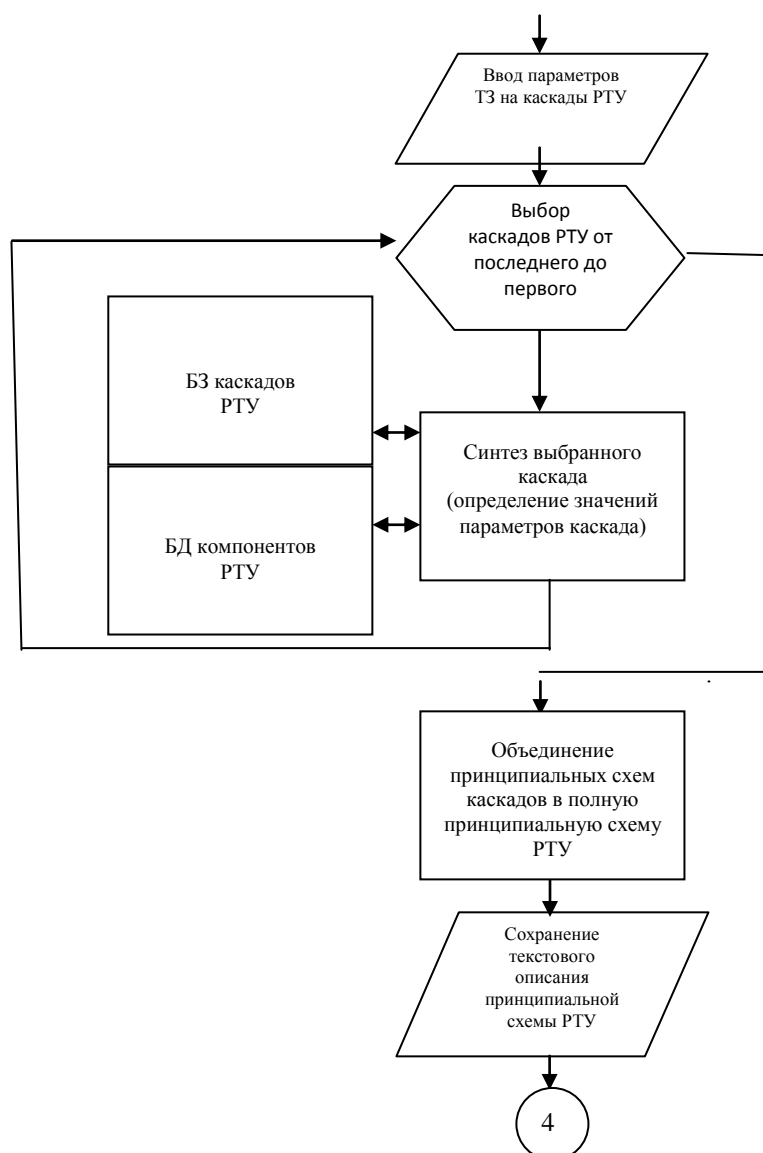 Ввод параметров
ТЗ на каскады РТУ
Выбор
каскадов РТУ от
последнего до
первого
БЗ каскадов
РТУ
Синтез выбранного
каскада
(определение значений
параметров каскада)
БД компонентов
РТУ
Объединение
принципиальных схем
каскадов в полную
принципиальную схему
РТУ
Сохранение
текстового
описания
принципиальной
схемы РТУ
4